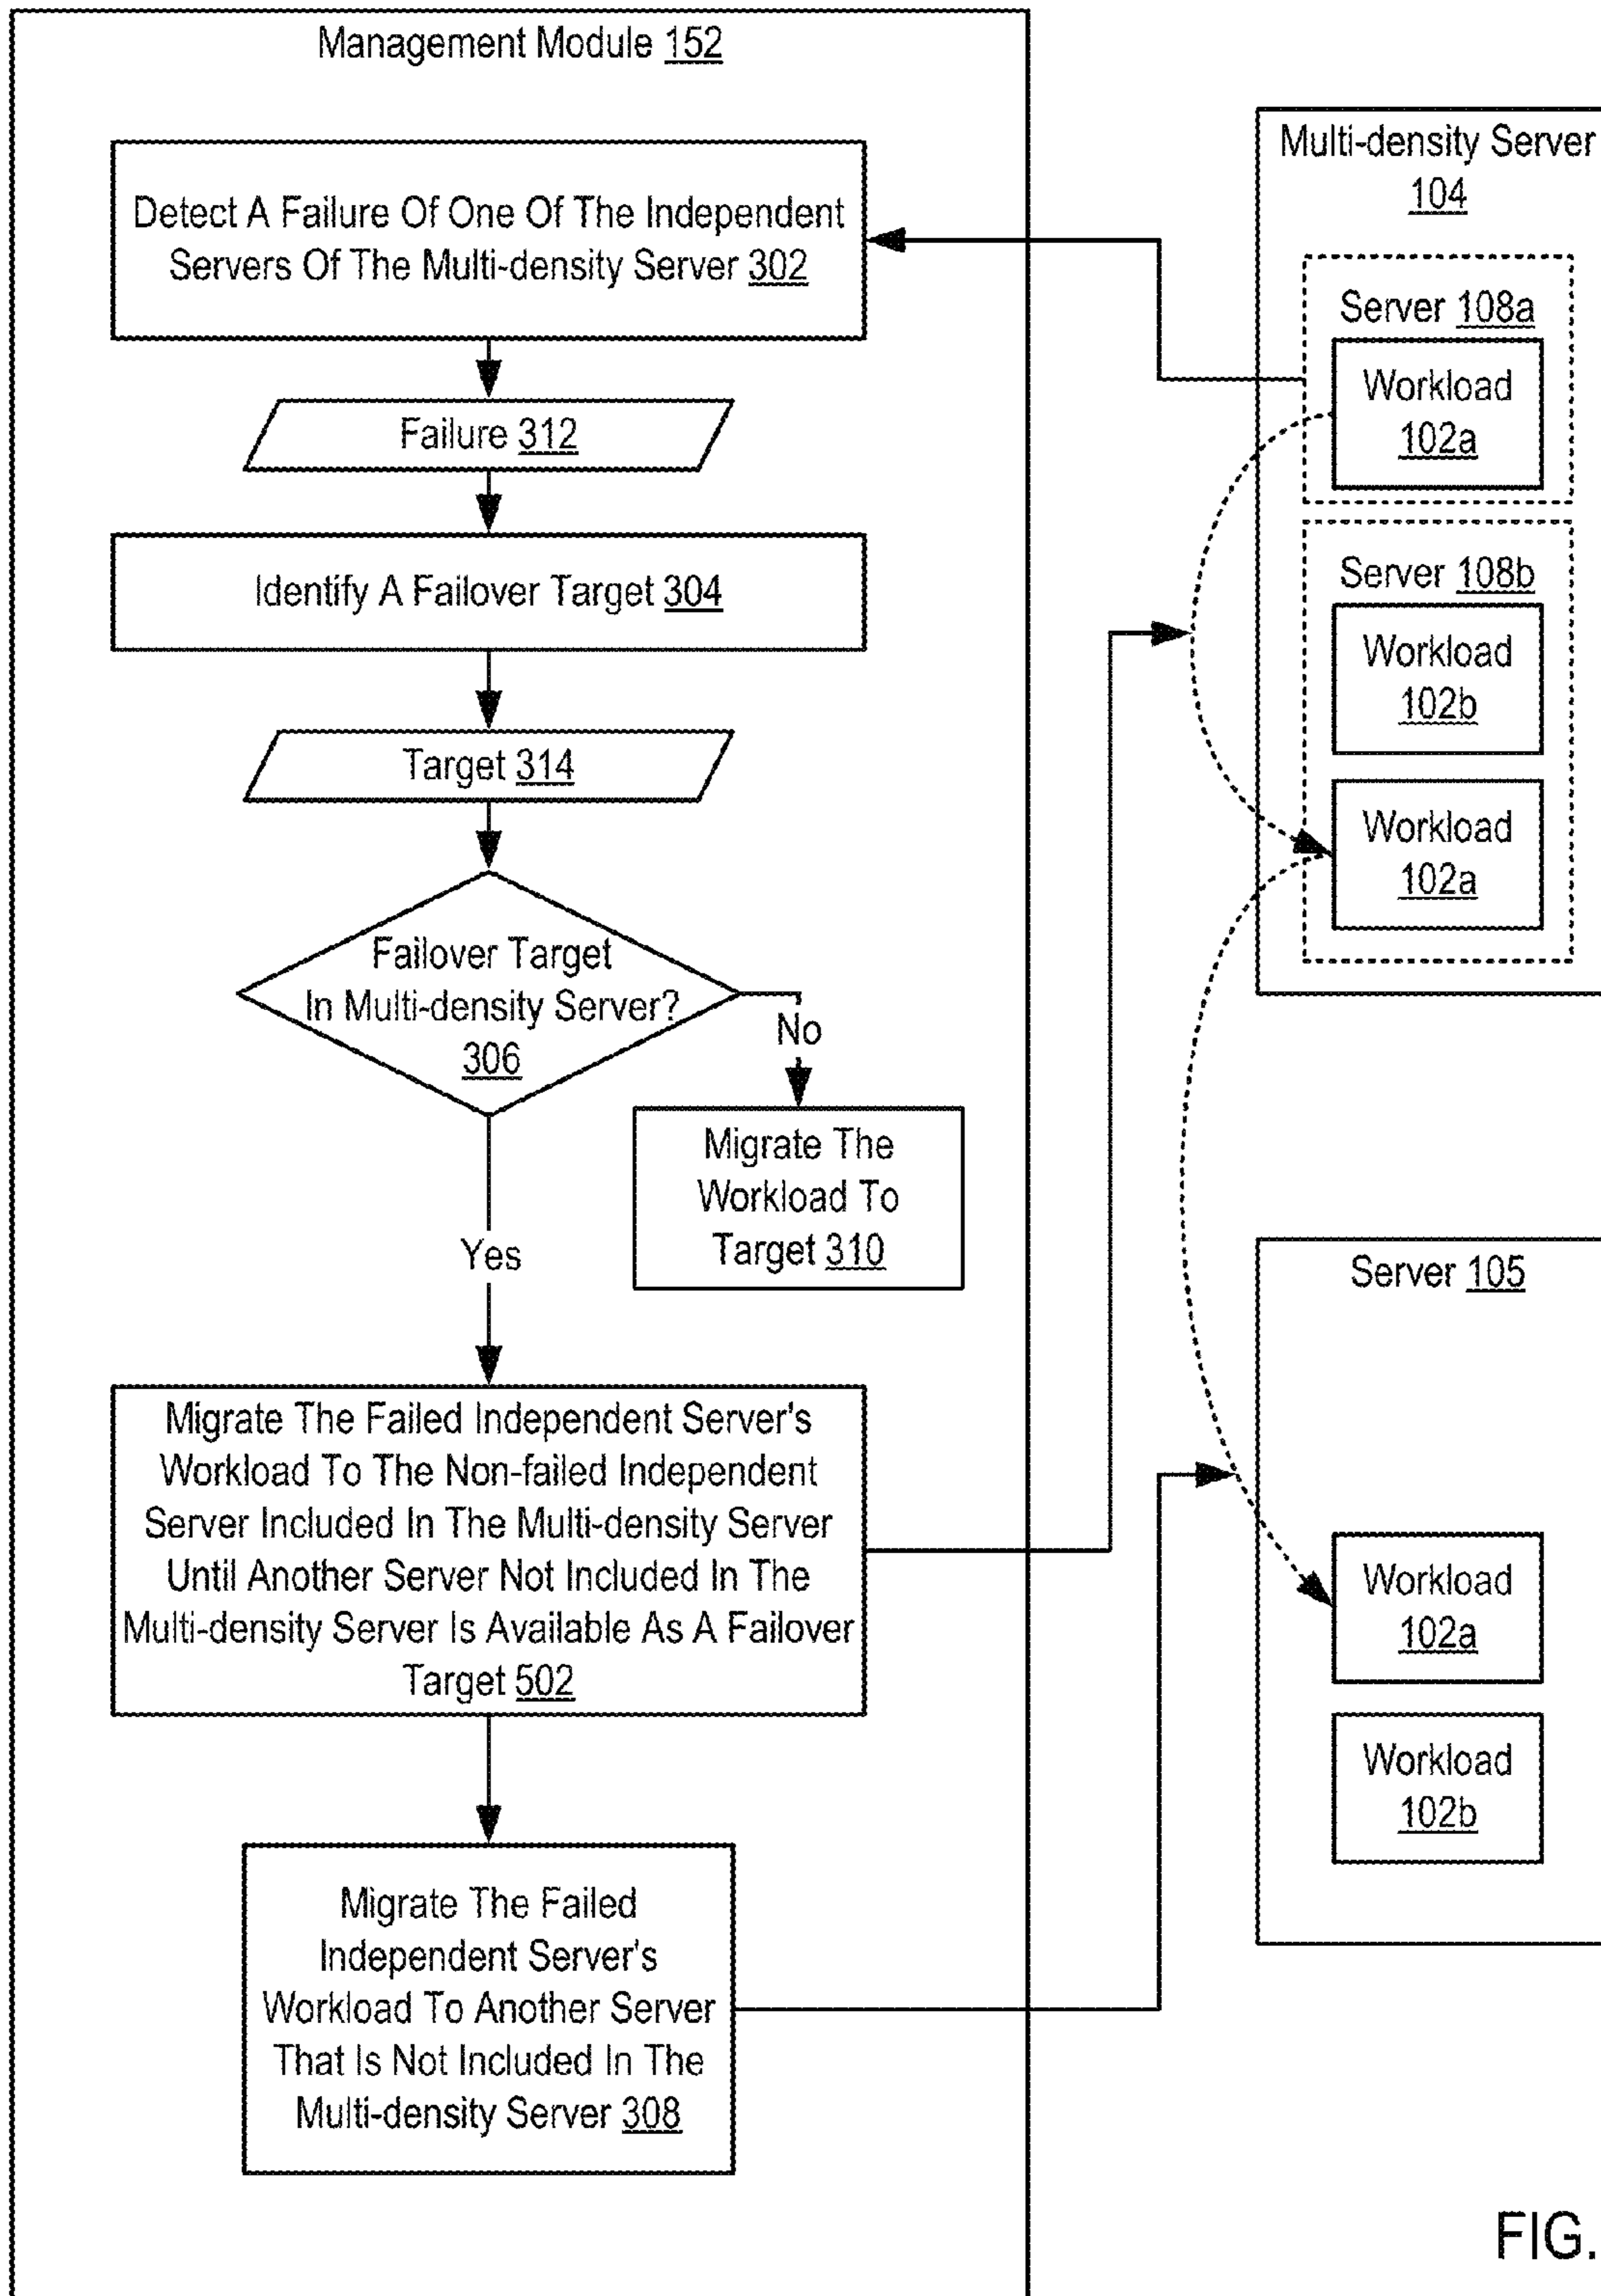 Management Module 152
Detect A Failure Of One Of The Independent
Servers Of The Multi-density Server 302
Failure 312
Identify A Failover Target 304
Target 314
Failover Target
In Multi-density Server?
306
No
Migrate The
Workload To
Target 310
Yes
Migrate The Failed Independent Server's
Workload To The Non-failed Independent
Server Included In The Multi-density Server
Until Another Server Not Included In The
Multi-density Server Is Available As A Failover
Target 502
Migrate The Failed
Independent Server's
Workload To Another Server
That Is Not Included In The
Multi-density Server 308
Multi-density Server
104
Server 108a
Workload
102a
Server 108b
Workload
102b
Workload
102a
Server 105
Workload
102a
Workload
102b
FIG.